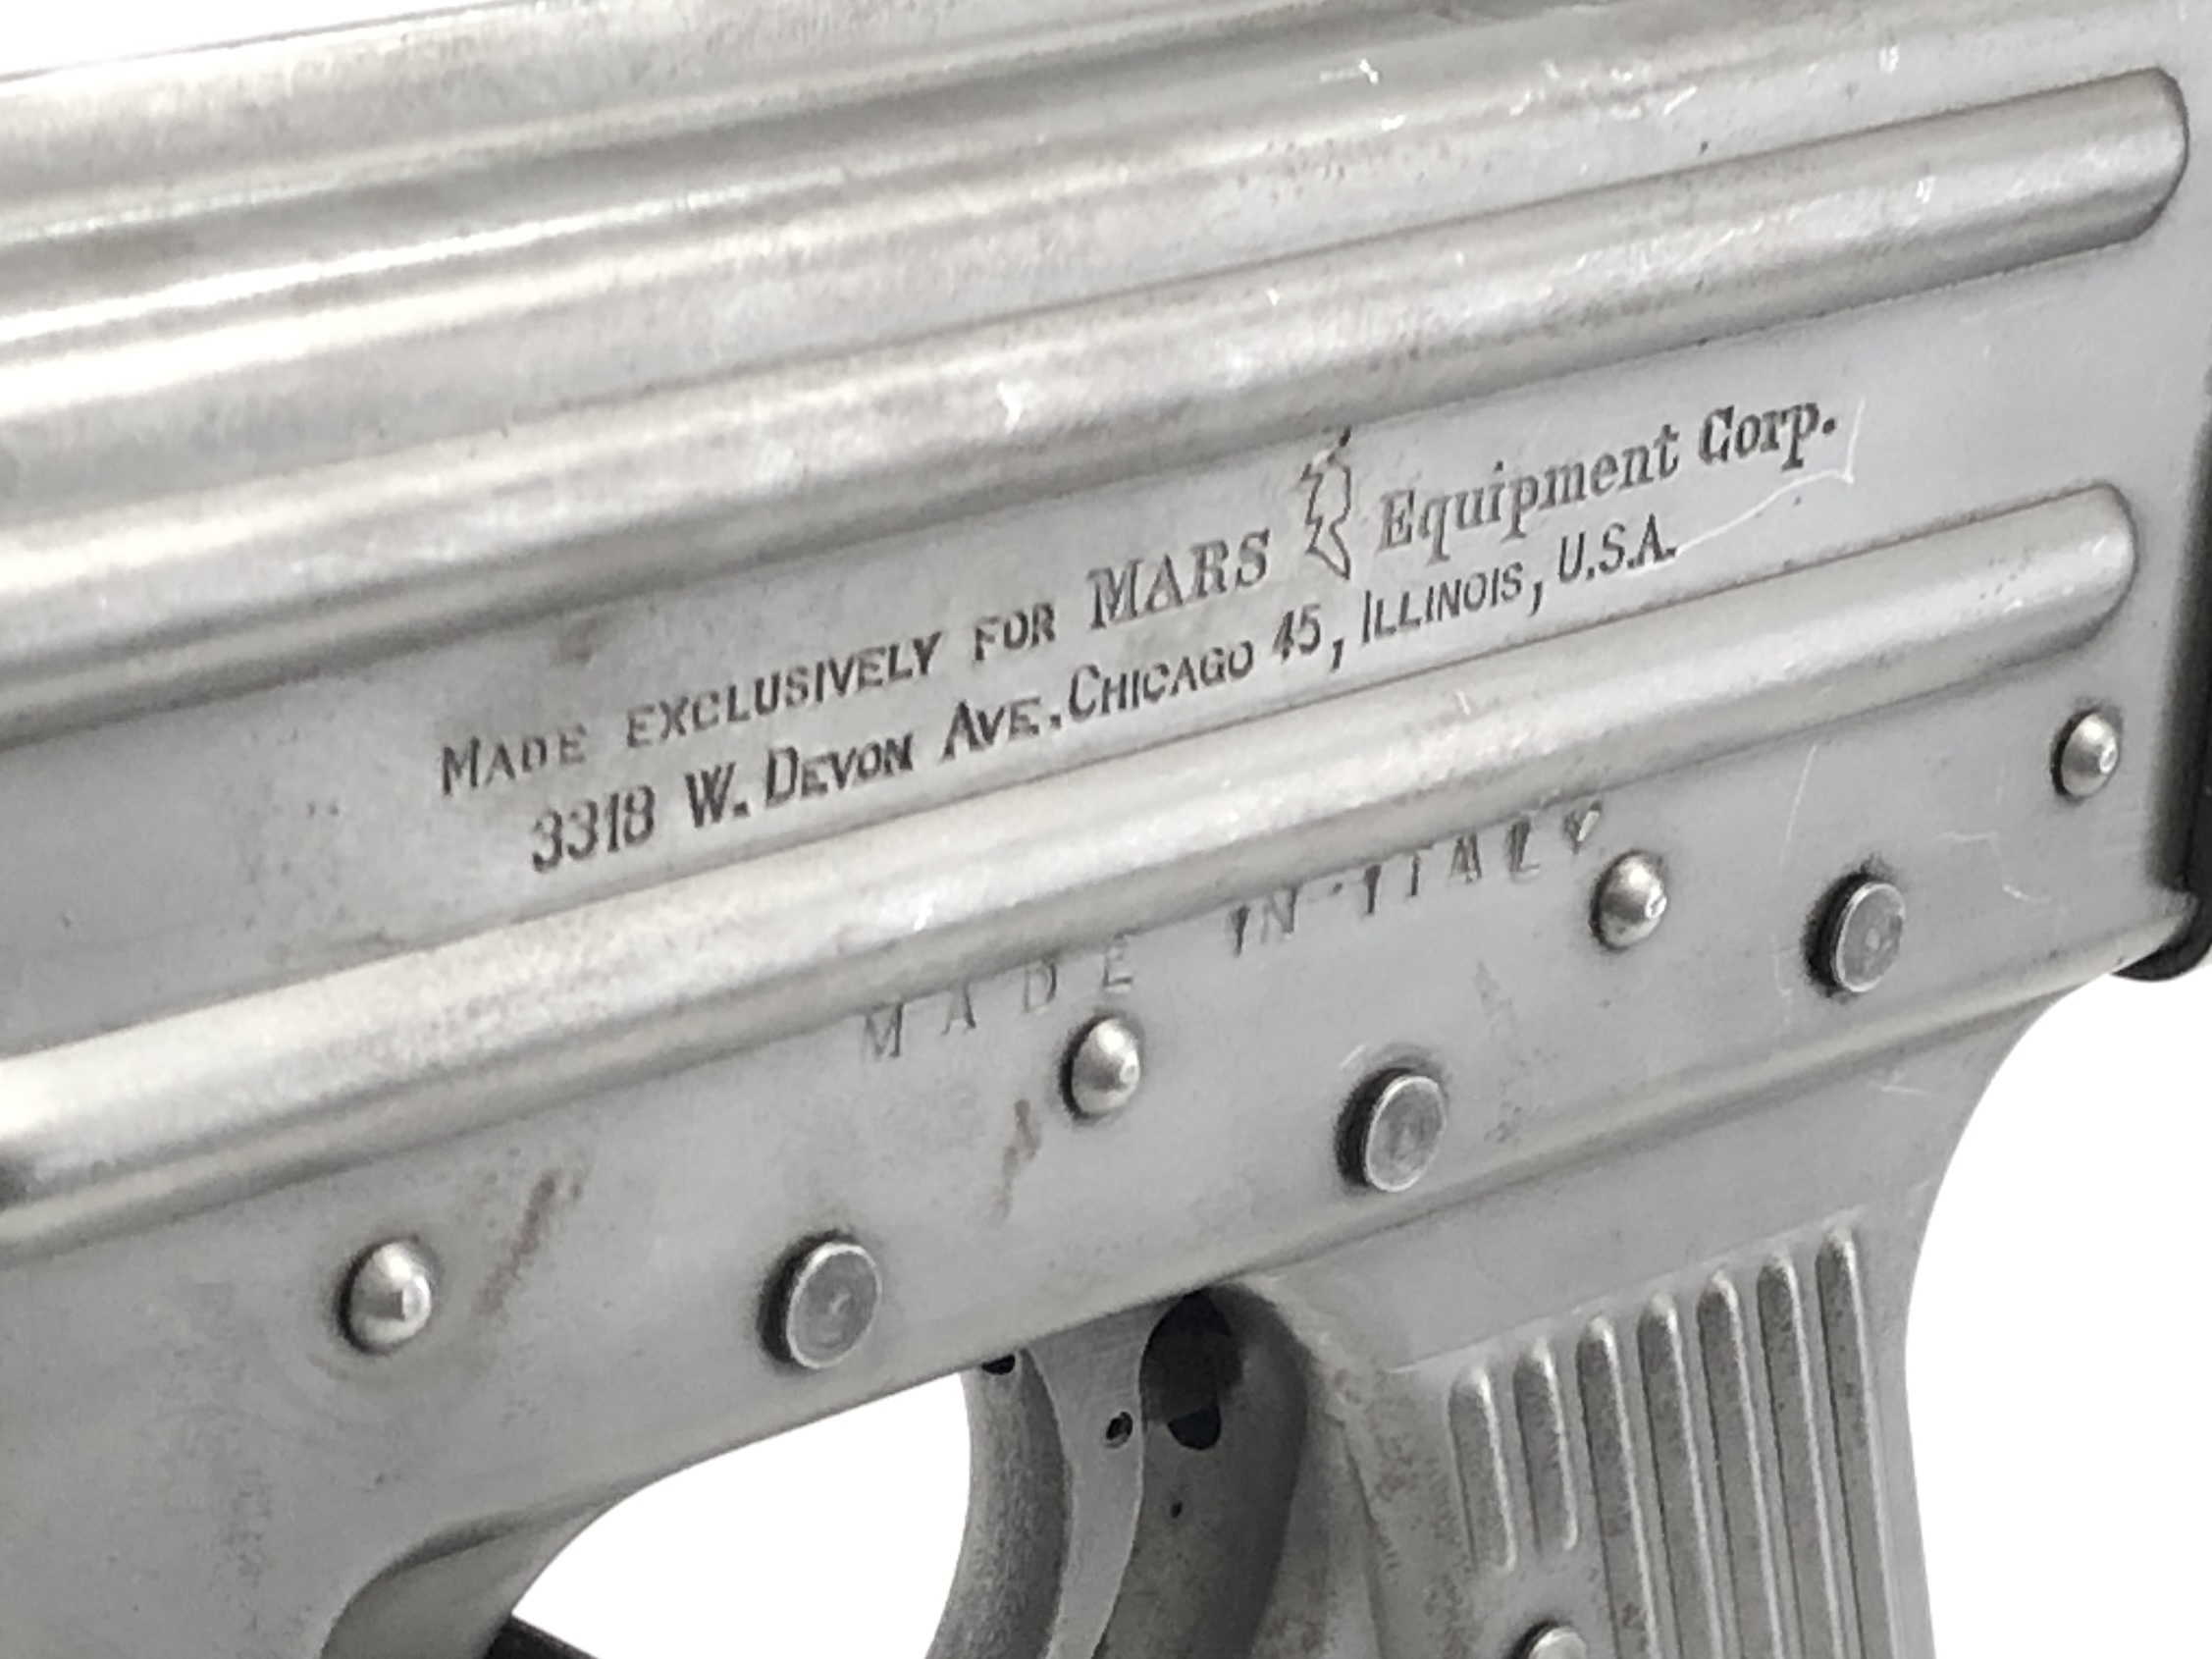 MADE EXCLUSIVELY FOR MARS Equipment Corp.
3318 W. DEVON AVE. CHICAGO 45, ILLINOIS, U.S.A.
MADE IN ITALY